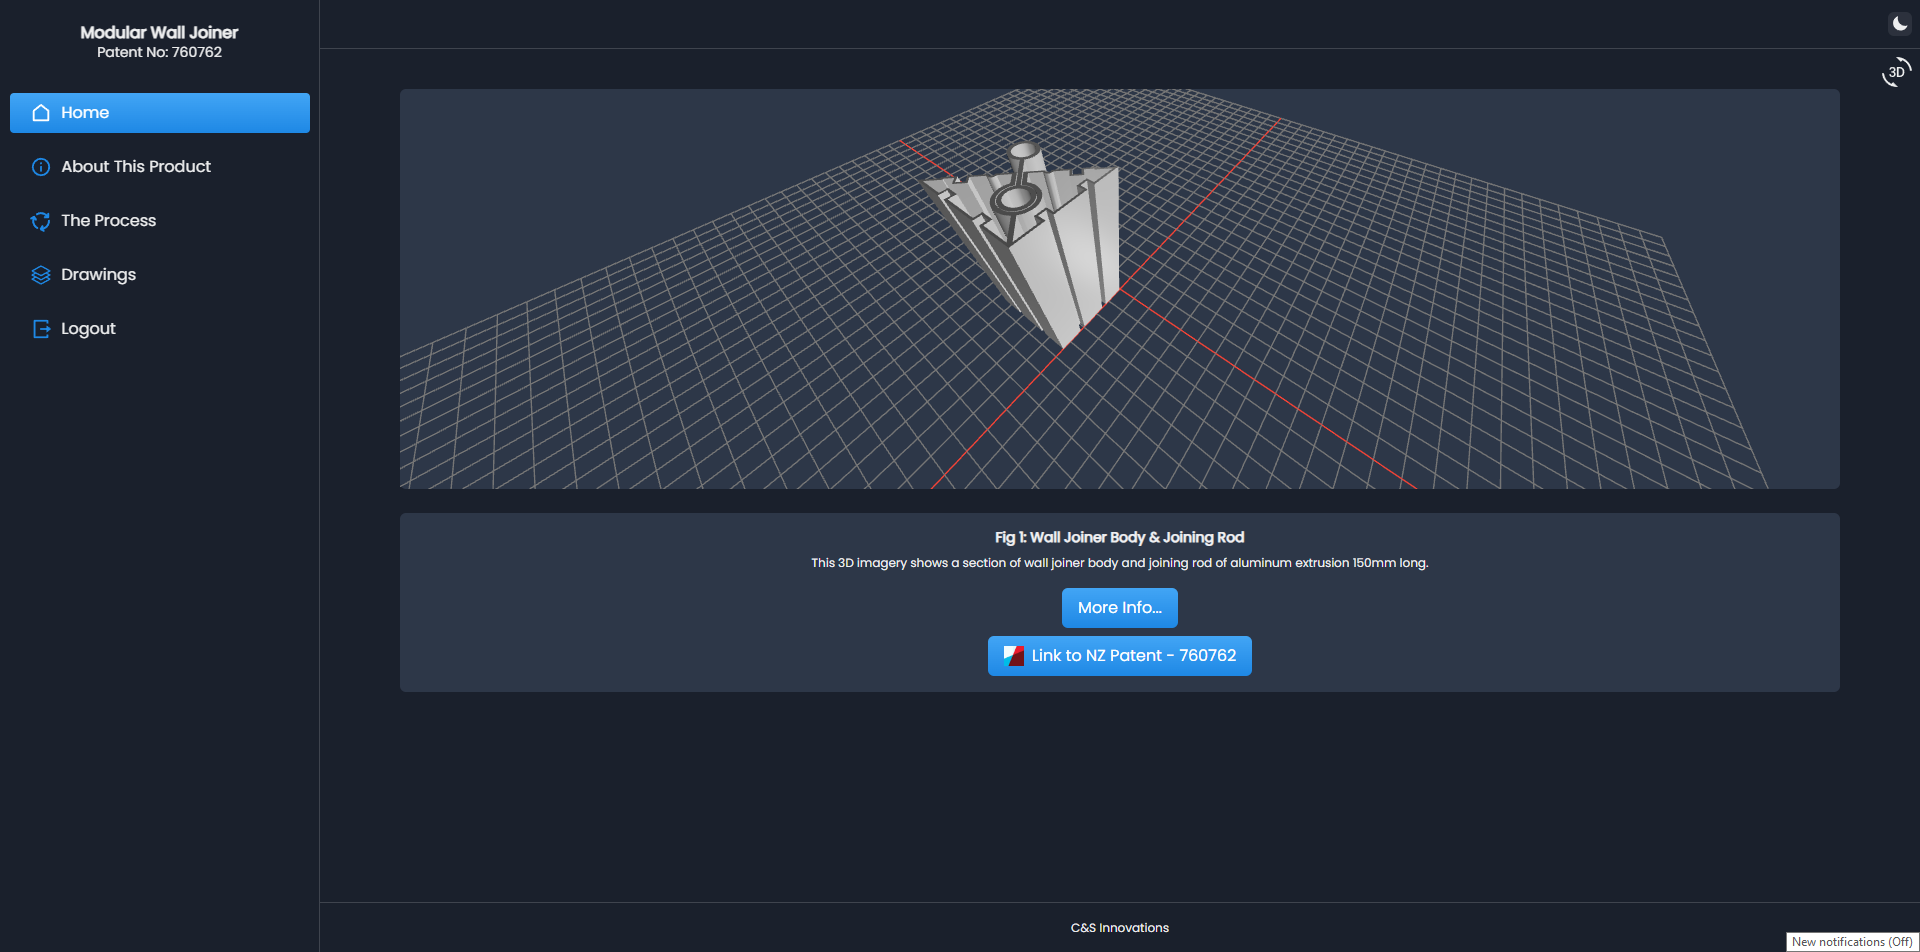 Modular Wall Joiner
Patent No: 760762
Home
About This Product
The Process
Drawings
Logout
3D
Fig 1: Wall Joiner Body & Joining Rod
This 3D imagery shows a section of wall joiner body and joining rod of aluminum extrusion 150mm long.
More Info...
Link to NZ Patent - 760762
C&S Innovations
New notifications (Off)